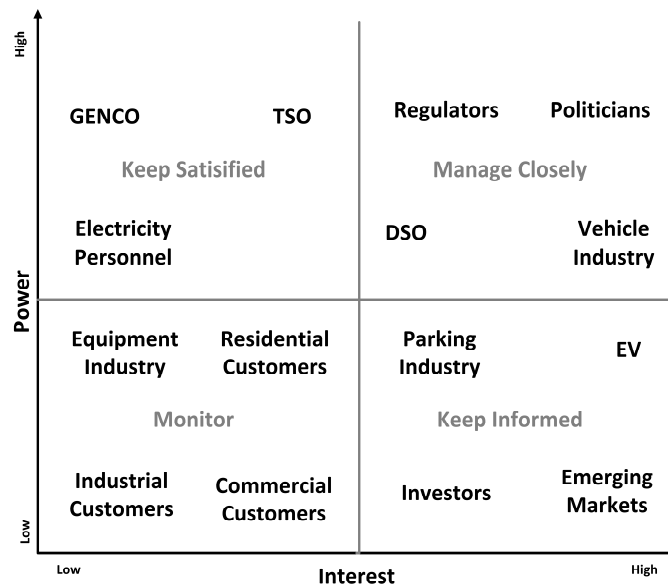 High
GENCO
TSO
Regulators
Politicians
Keep Satisified
Manage Closely
Electricity
Personnel
DSO
Vehicle
Industry
Power
Equipment
Industry
Residential
Customers
Parking
Industry
EV
Monitor
Keep Informed
Industrial
Customers
Commercial
Customers
Investors
Emerging
Markets
Low
Low
Interest
High